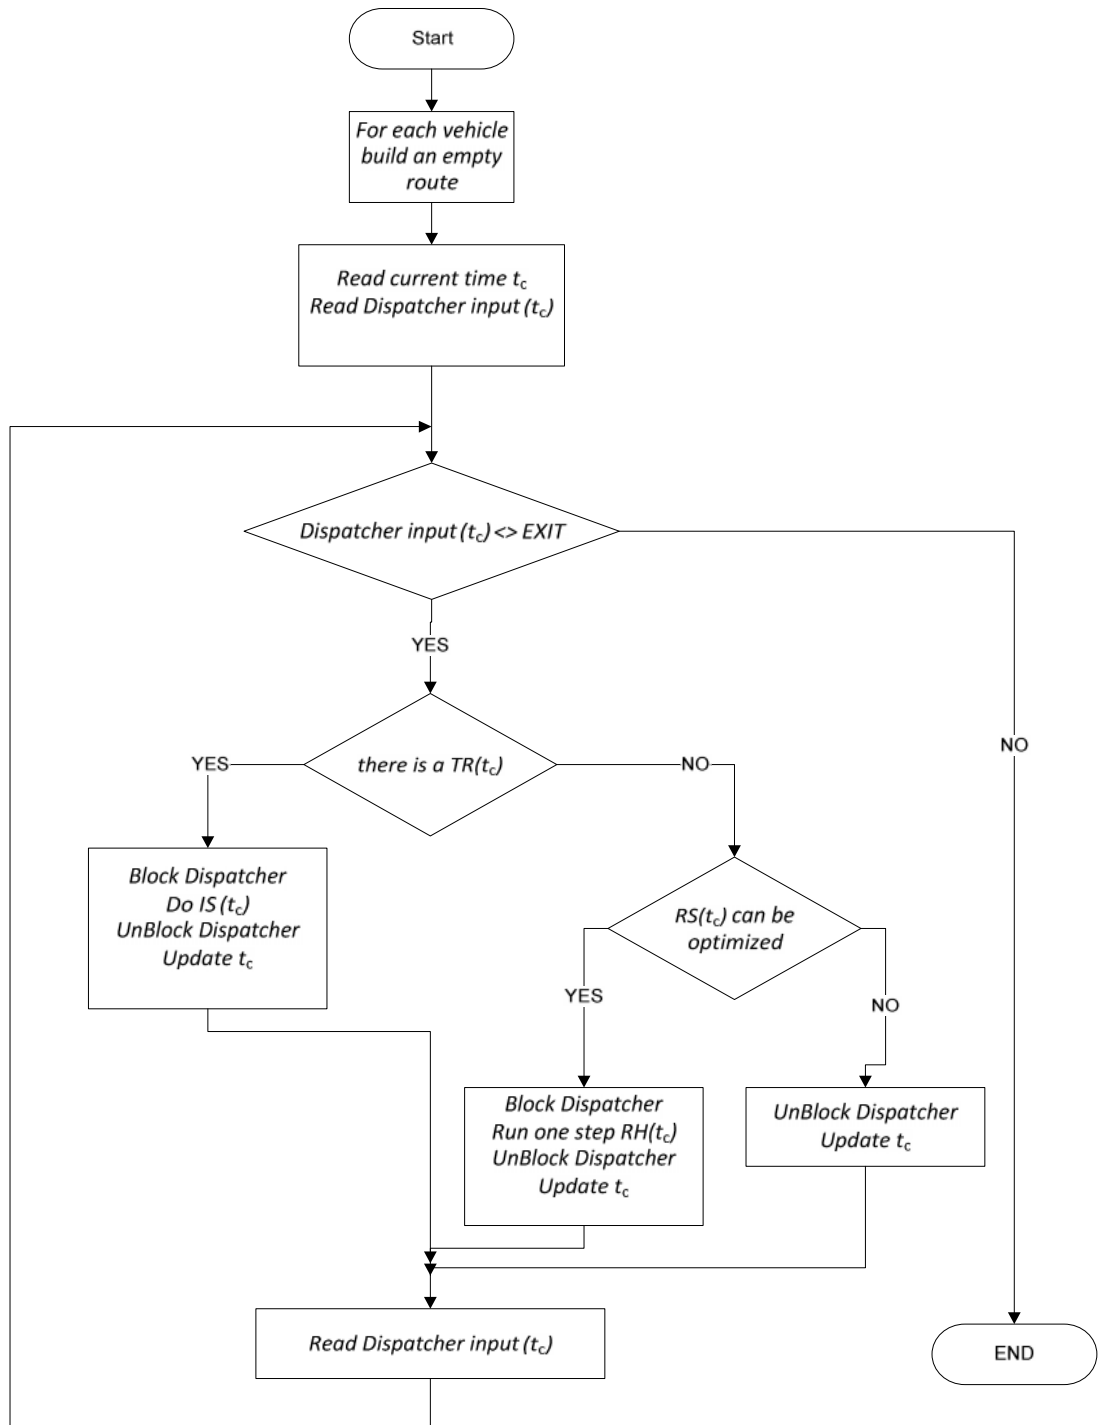 Start
For each vehicle
build an empty
route
Read current time tc
Read Dispatcher input (tc)
Dispatcher input (tc) <> EXIT
YES
NO
YES
there is a TR(tc)
NO
Block Dispatcher
Do IS (tc)
UnBlock Dispatcher
Update tc
RS(tc) can be
optimized
YES
NO
Block Dispatcher
Run one step RH(tc)
UnBlock Dispatcher
Update tc
UnBlock Dispatcher
Update tc
Read Dispatcher input (tc)
END